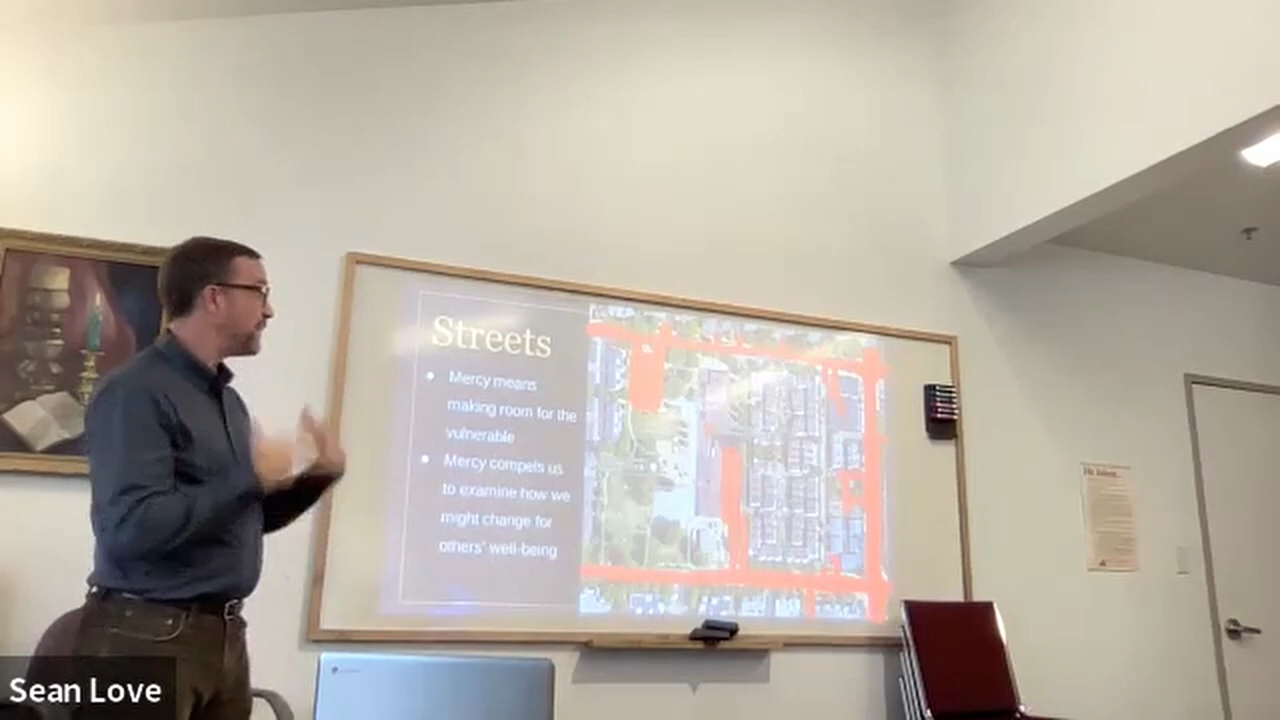 Streets
Mercy means
making room for the
vulnerable
Mercy compels us
to examine how we
might change for
others' well-being
Sean Love